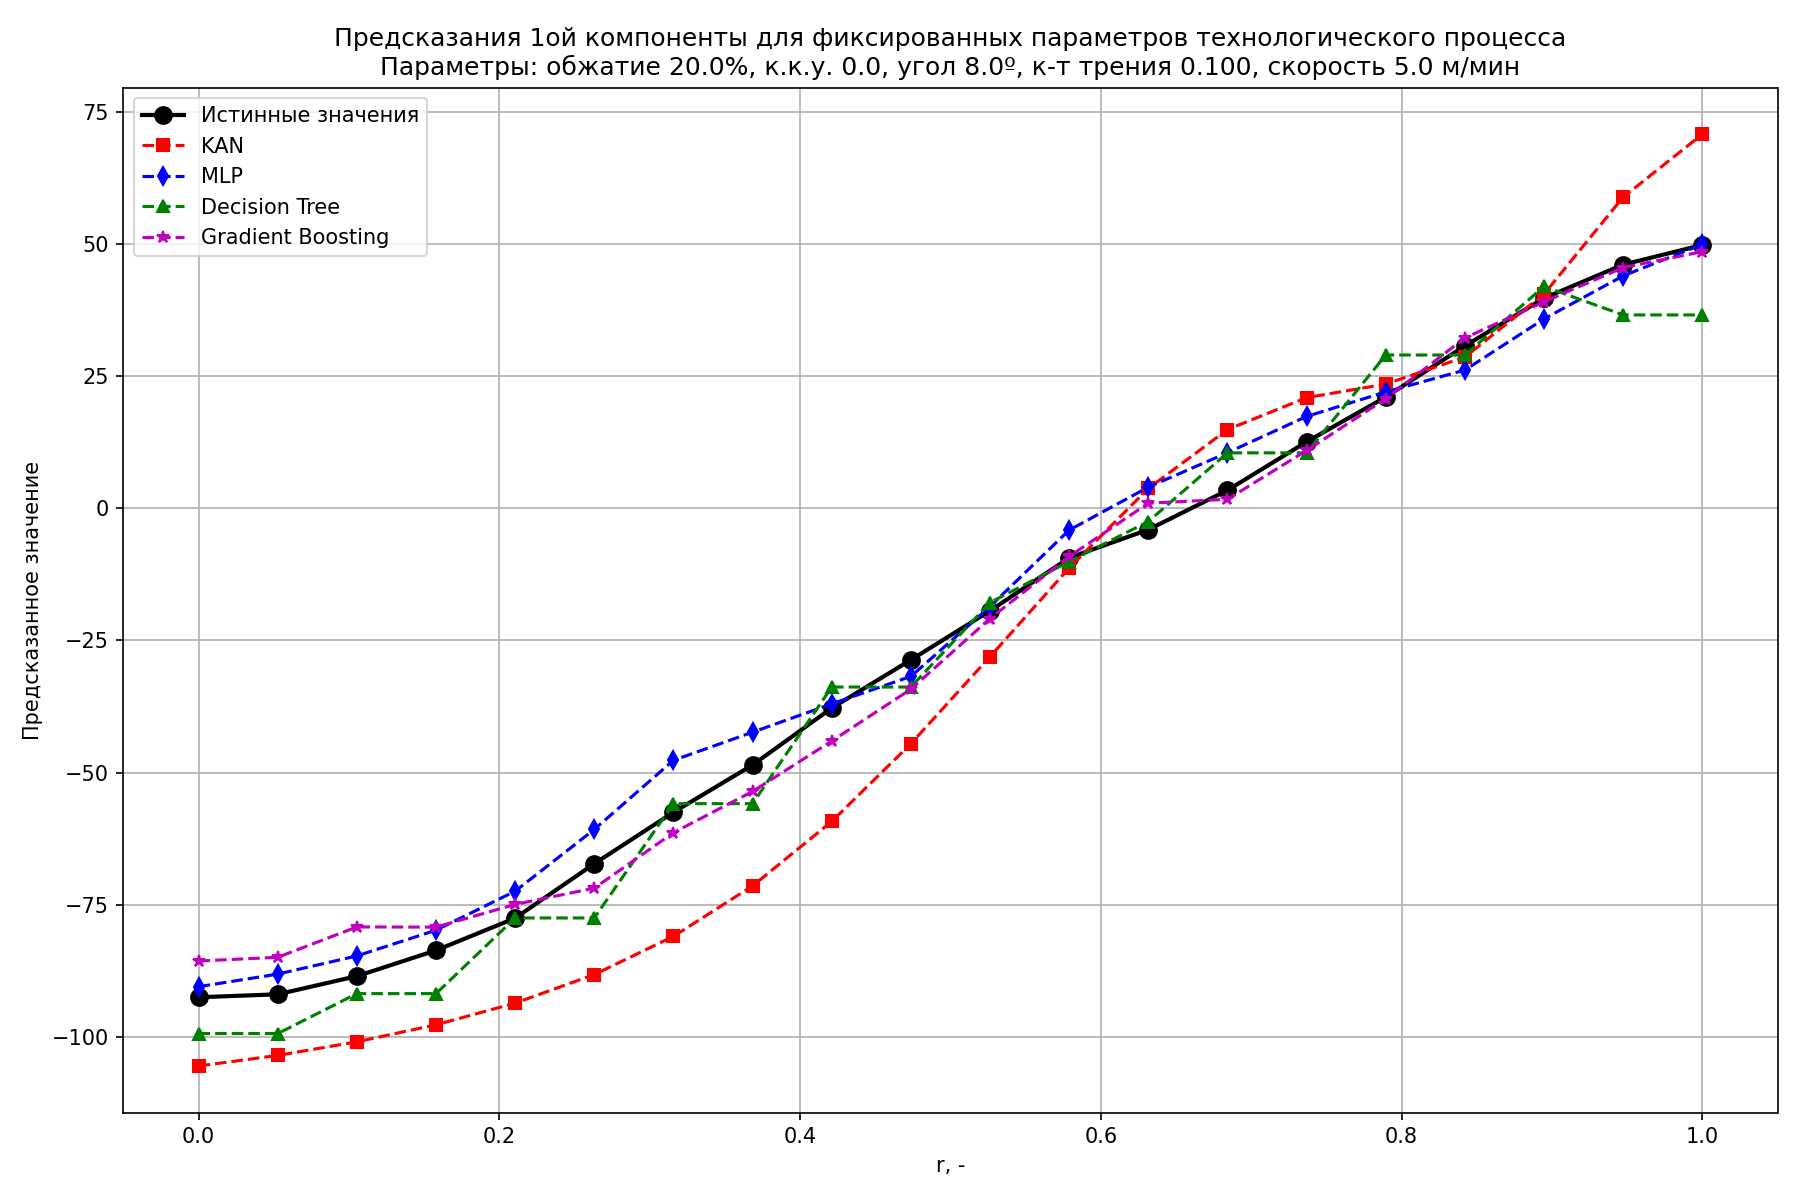 Предсказания 1ой компоненты для фиксированных параметров технологического процесса
Параметры: обжатие 20.0%, к.к.у. 0.0, угол 8.0º, к-т трения 0.100, скорость 5.0 м/мин
Истинные значения
KAN
MLP
Decision Tree
Gradient Boosting
Предсказанное значение
75
50
25
0
−25
−50
−75
−100
0.0
0.2
0.4
0.6
0.8
1.0
r, -